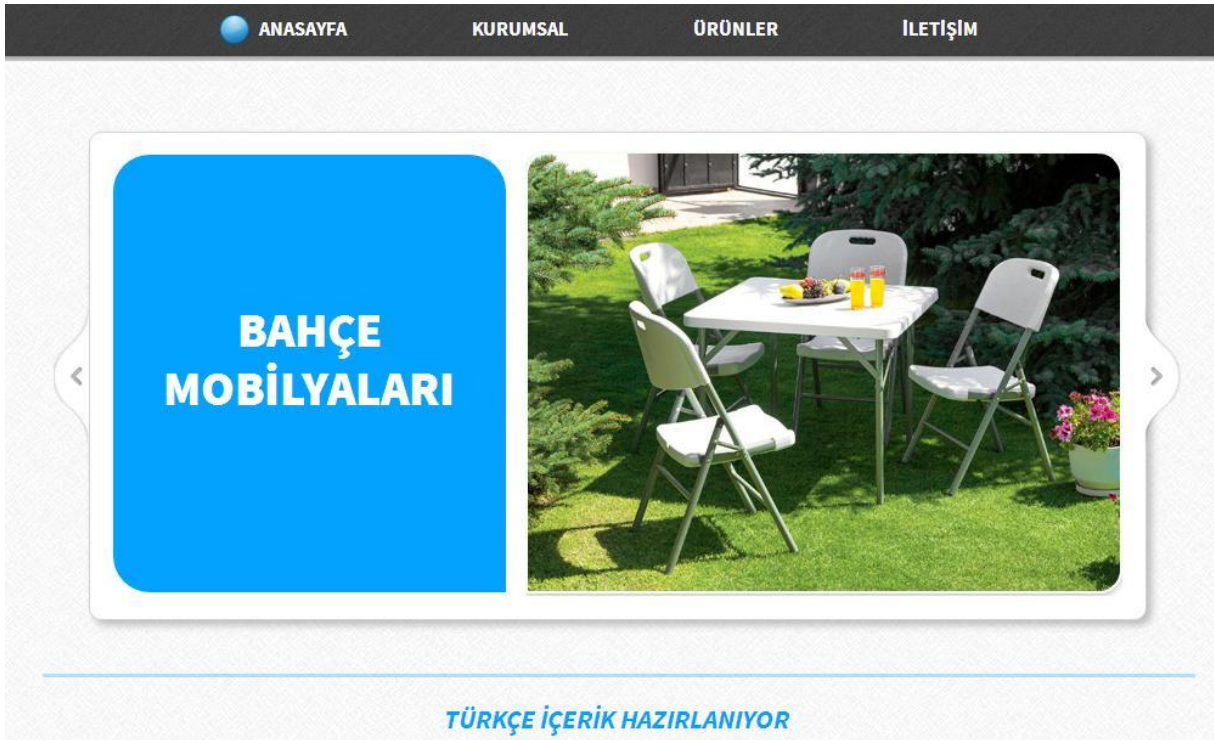 ANASAYFA KURUMSAL ÜRÜNLER İLETİŞİM
BAHÇE
MOBİLYALARI
TÜRKÇE İÇERİK HAZIRLANIYOR